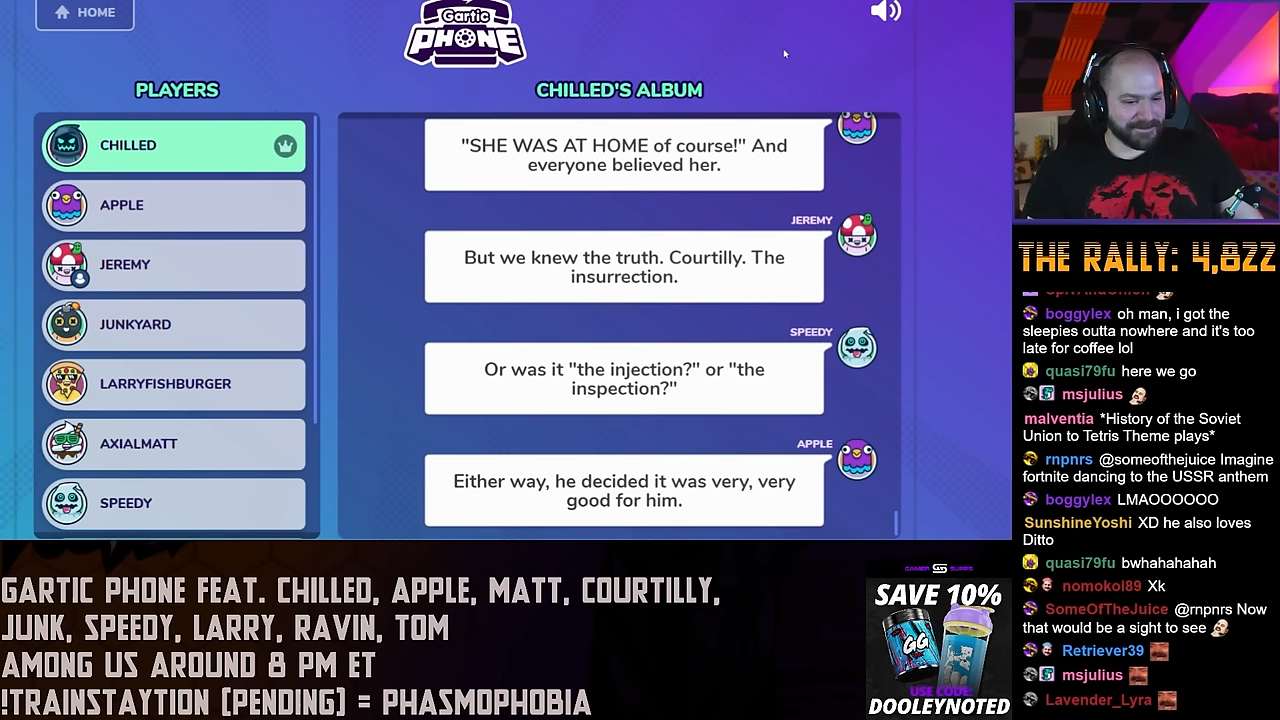 HOME
Gartic
PHONE
PLAYERS
CHILLED
APPLE
JEREMY
JUNKYARD
LARRYFISHBURGER
AXIALMATT
SPEEDY
CHILLED'S ALBUM
"SHE WAS AT HOME of course!" And
everyone believed her.
JEREMY
But we knew the truth. Courtilly. The
insurrection.
SPEEDY
Or was it "the injection?" or "the
inspection?"
APPLE
Either way, he decided it was very, very
good for him.
THE RALLY: 4,822
boggylex oh man, i got the
sleepies outta nowhere and it's too
late for coffee lol
quasi79fu here we go
msjulius
malventia *History of the Soviet
Union to Tetris Theme plays*
rnpnrs @someofthejuice Imagine
fortnite dancing to the USSR anthem
boggylex LMAOOOOOO
SunshineYoshi XD he also loves
Ditto
quasi79fu bwhahahahah
nomokol89 Xk
SomeOfTheJuice @rnpnrs Now
that would be a sight to see
Retriever39
msjulius
Lavender_Lyra
GARTIC PHONE FEAT. CHILLED, APPLE, MATT, COURTILLY,
JUNK, SPEEDY, LARRY, RAVIN, TOM
AMONG US AROUND 8 PM ET
!TRAINSTAYTION (PENDING) = PHASMOPHOBIA
GAMER SUPPS
SAVE 10%
GG
USE CODE:
DOOLEYNOTED